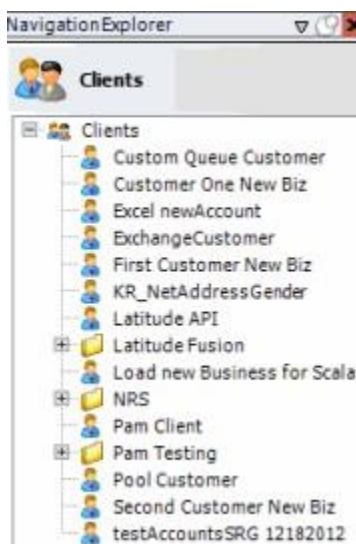 NavigationExplorer
Clients
Clients
Custom Queue Customer
Customer One New Biz
Excel newAccount
ExchangeCustomer
First Customer New Biz
KR_NetAddressGender
Latitude API
Latitude Fusion
Load new Business for Scala
NRS
Pam Client
Pam Testing
Pool Customer
Second Customer New Biz
testAccountsSRG 12182012